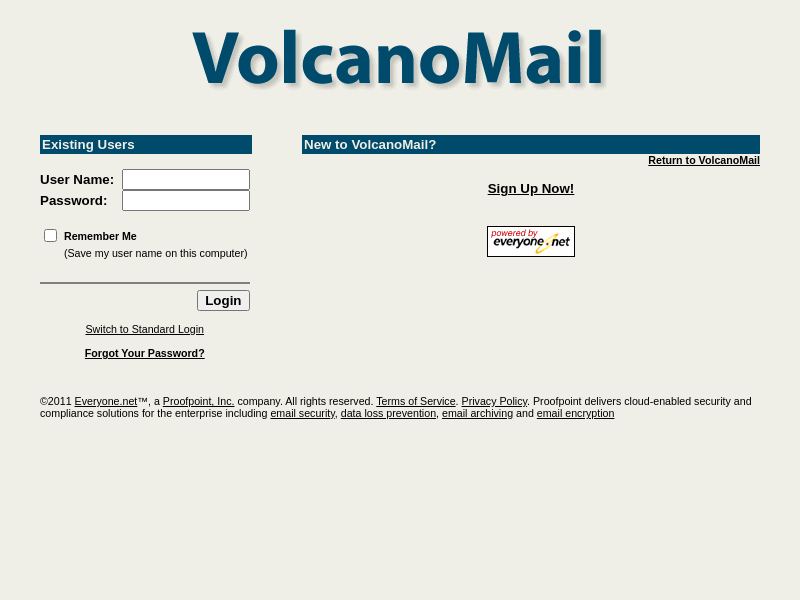 VolcanoMail
Existing Users
User Name:
Password:
Remember Me
(Save my user name on this computer)
Login
Switch to Standard Login
Forgot Your Password?
New to VolcanoMail?
Return to VolcanoMail
Sign Up Now!
powered by
everyone.net
©2011 Everyone.net™, a Proofpoint, Inc. company. All rights reserved. Terms of Service. Privacy Policy. Proofpoint delivers cloud-enabled security and
compliance solutions for the enterprise including email security, data loss prevention, email archiving and email encryption